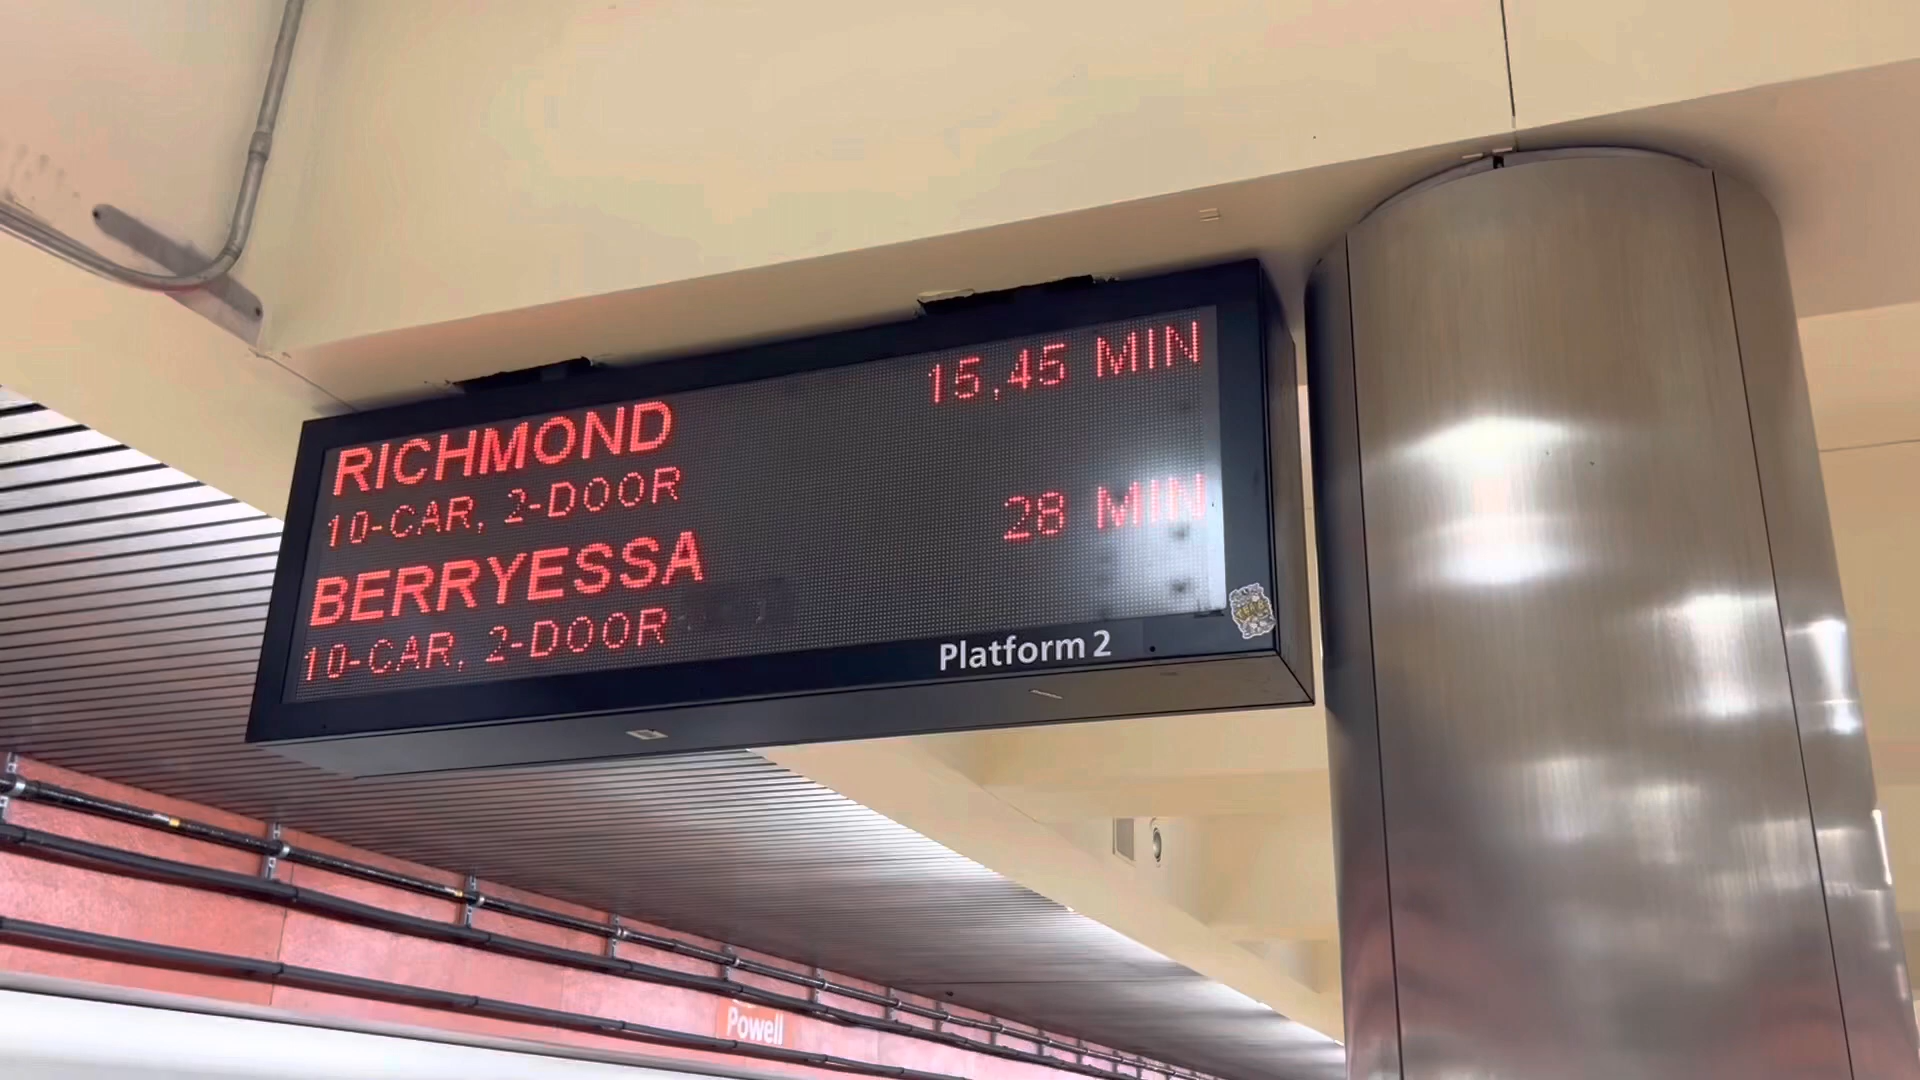 RICHMOND 15,45 MIN
10-CAR, 2-DOOR
BERRYESSA 28 MIN
10-CAR, 2-DOOR
Platform 2
Powell